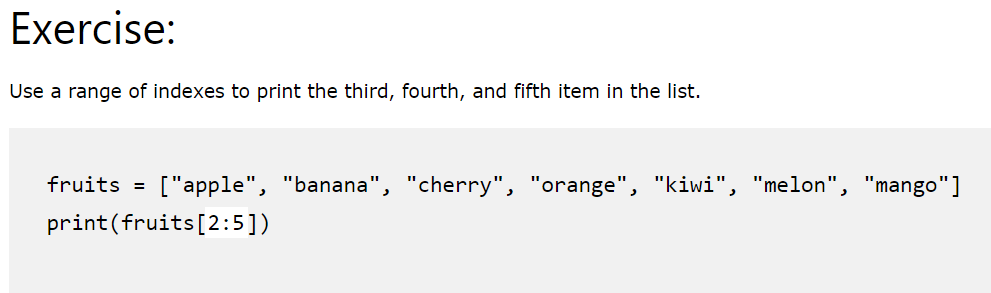 Exercise:
Use a range of indexes to print the third, fourth, and fifth item in the list.
fruits = ["apple", "banana", "cherry", "orange", "kiwi", "melon", "mango"]
print(fruits[2:5])